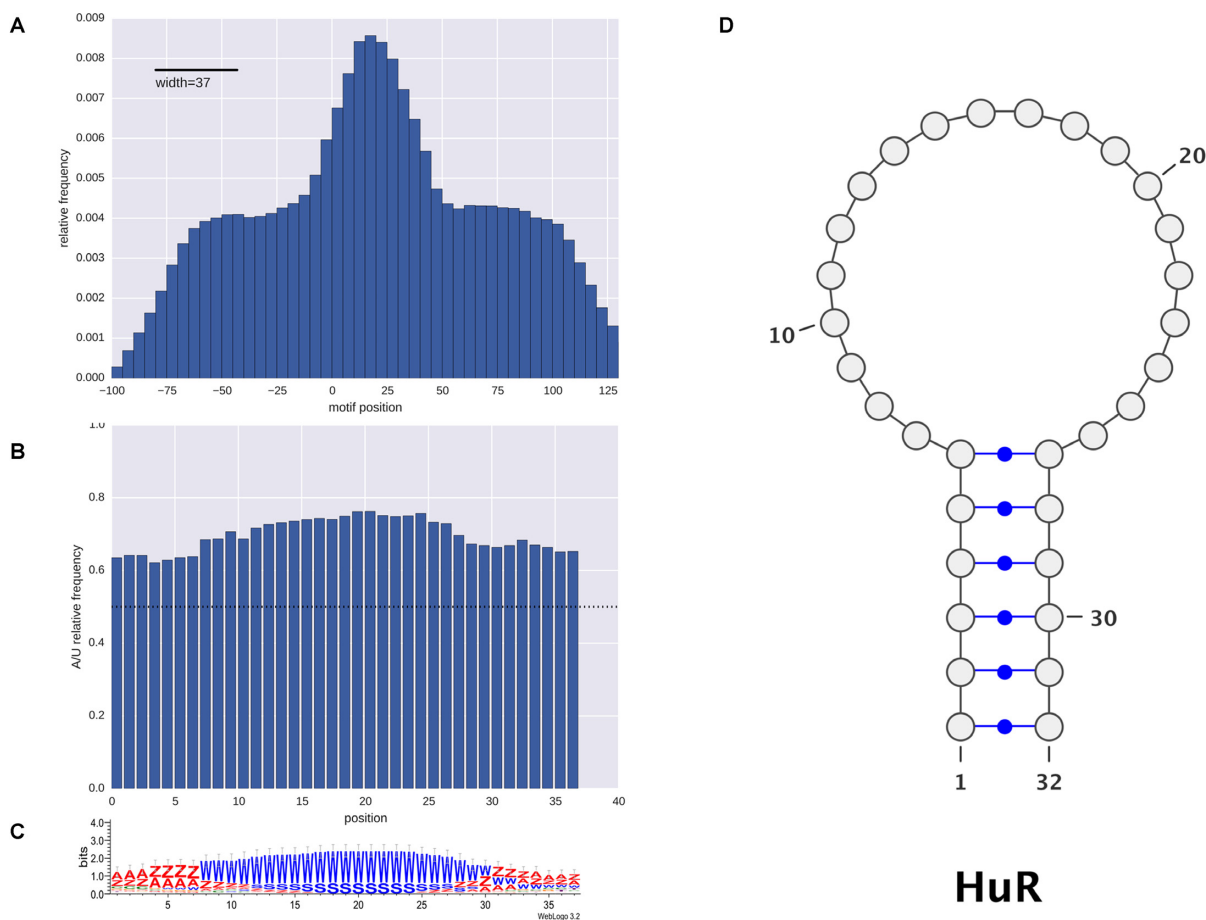 A
D
0.009
0.008
0.007
0.006
0.005
0.004
0.003
0.002
0.001
0.000
relative frequency
width=37
−100 −75 −50 −25 0 25 50 75 100 125
motif position
B
1.0
0.8
0.6
0.4
0.2
0.0
A/U relative frequency
0 5 10 15 20 25 30 35 40
position
C
4.0
3.0
2.0
1.0
0.0
bits
5 10 15 20 25 30 35
WebLogo 3.2
20
10
30
1 32
HuR